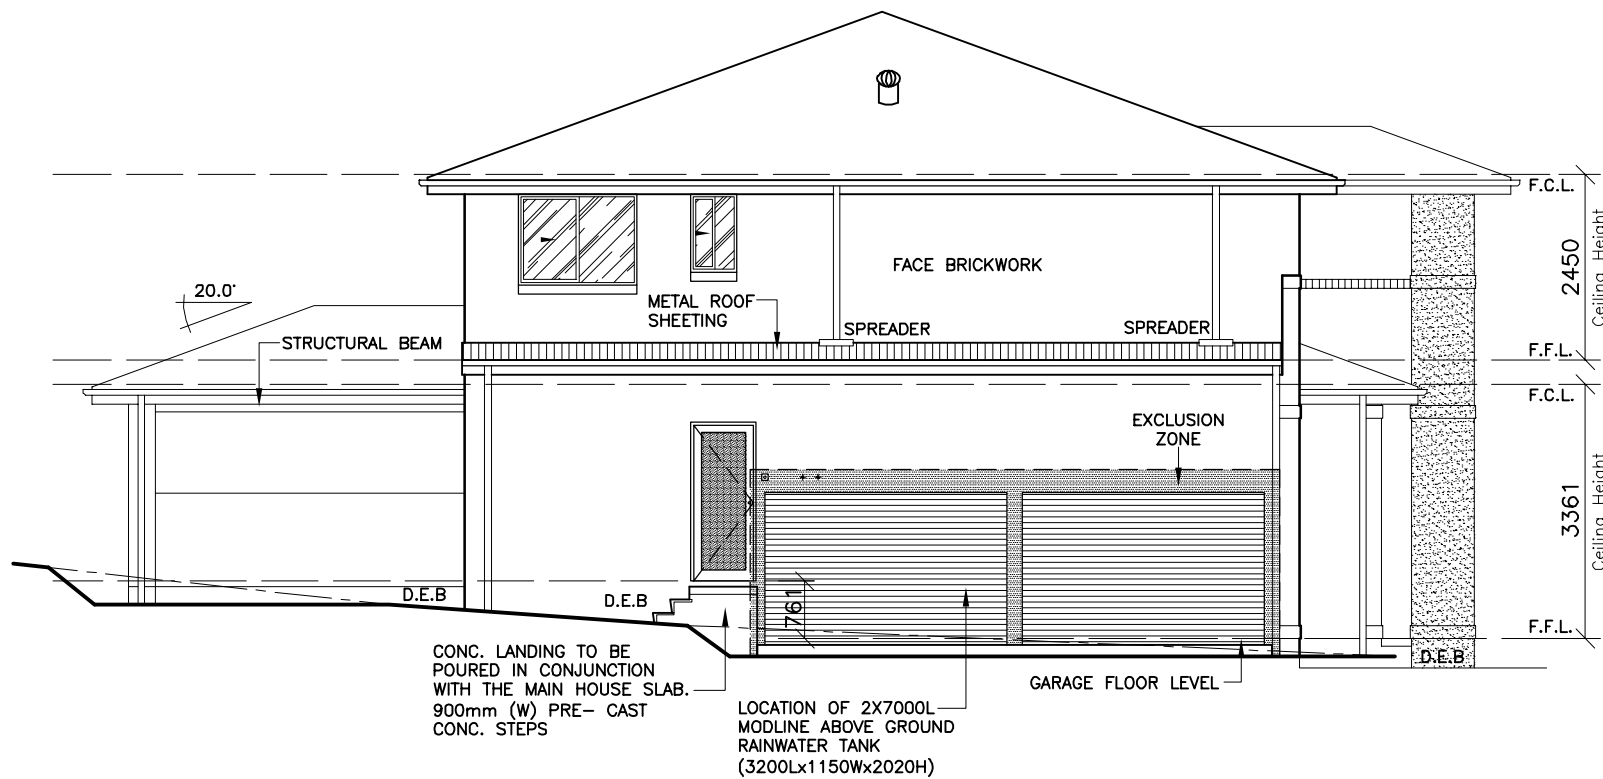 F.C.L.
2450
Ceiling Height
FACE BRICKWORK
20.0°
METAL ROOF
SHEETING
SPREADER
SPREADER
STRUCTURAL BEAM
F.F.L.
F.C.L.
EXCLUSION
ZONE
3361
Ceiling Height
D.E.B
D.E.B
761
F.F.L.
D.E.B
CONC. LANDING TO BE
POURED IN CONJUNCTION
WITH THE MAIN HOUSE SLAB.
900mm (W) PRE- CAST
CONC. STEPS
GARAGE FLOOR LEVEL
LOCATION OF 2X7000L
MODLINE ABOVE GROUND
RAINWATER TANK
(3200Lx1150Wx2020H)